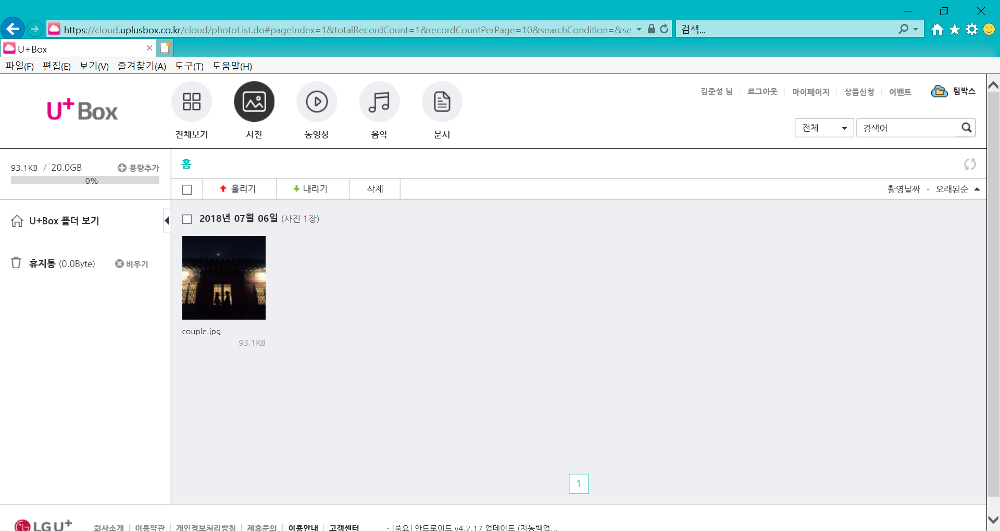 https://cloud.uplusbox.co.kr/cloud/photoList.do#pageIndex=1&totalRecordCount=1&recordCountPerPage=10&searchCondition=&se
검색...
U+Box
파일(F) 편집(E) 보기(V) 즐겨찾기(A) 도구(T) 도움말(H)
김준성 님 로그아웃 마이페이지 상품신청 이벤트 팀박스
U+ Box
전체보기 사진 동영상 음악 문서
전체 검색어
93.1KB / 20.0GB 용량추가
0%
홈
올리기 내리기 삭제
촬영날짜 - 오래된순
U+Box 폴더 보기
휴지통 (0.0Byte) 비우기
2018년 07월 06일 (사진 1장)
couple.jpg
93.1KB
1
LG U+
회사소개 이용약관 개인정보처리방침 제휴문의 이용안내 고객센터
- [중요] 안드로이드 v4.2.17 업데이트 (자동백업...